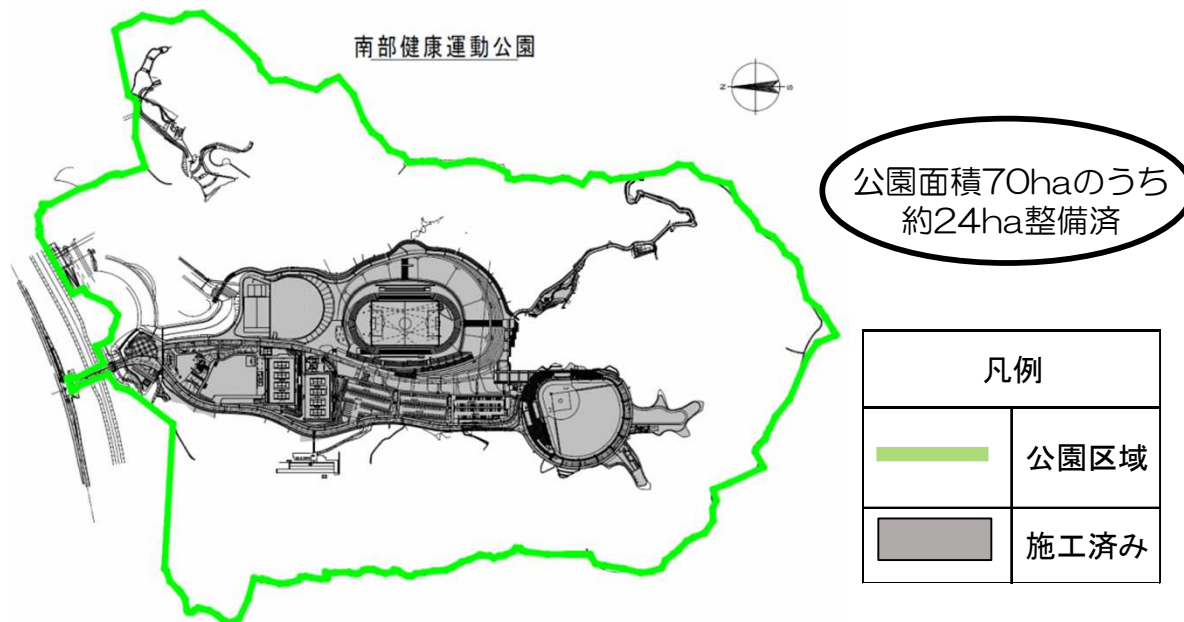 南部健康運動公園
N
S
公園面積70haのうち
約24ha整備済
凡例
公園区域
施工済み